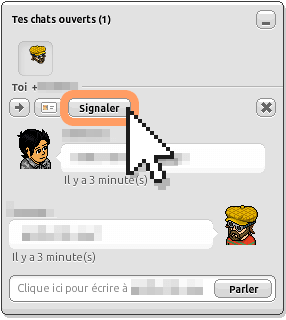 Tes chats ouverts (1)
Toi +
Signaler
Il y a 3 minute(s)
Il y a 3 minute(s)
Clique ici pour écrire à
Parler